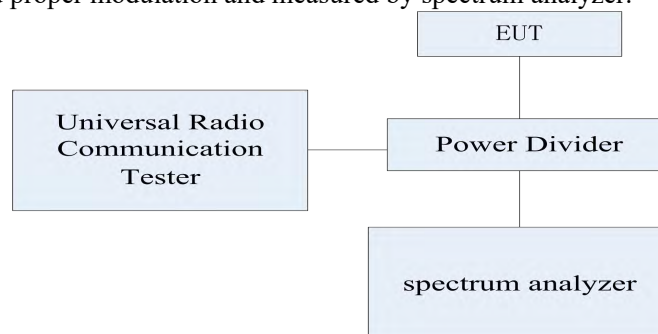 proper modulation and measured by spectrum analyzer.
EUT
Universal Radio
Communication
Tester
Power Divider
spectrum analyzer